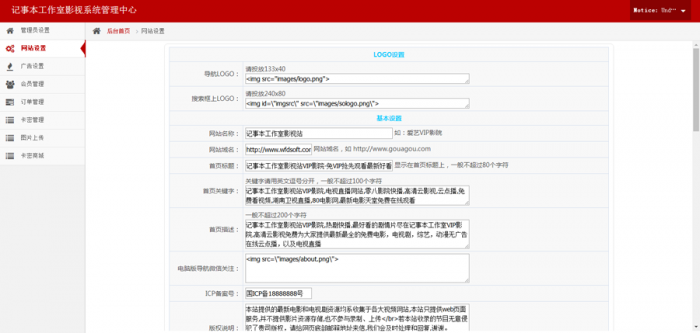 记事本工作室影视系统管理中心
Notice: Und···
管理员设置
网站设置
广告设置
会员管理
订单管理
卡密管理
图片上传
卡密商城
后台首页 > 网站设置
LOGO设置
请投放133x40
导航LOGO： <img src="images/logo.png">
请投放240x80
搜索框上LOGO： <img id=\"imgsrc\" src=\"images/sologo.png\">
基本设置
网站名称： 记事本工作室影视站 如：爱艺VIP影院
网站域名： http://www.wfdsoft.con 网站域名，如 http://www.gouagou.com
首页标题： 记事本工作室影视站VIP影院-免VIP抢先观看最新好看 显示在首页标题上，一般不超过80个字符
关键字请用英文逗号分开，一般不超过100个字符
首页关键字： 记事本工作室影视站VIP影院,电视直播网站,零八影院快播,高清云影视,云点播,免
费看视频,湖南卫视直播,80电影网,最新电影天堂免费在线观看
一般不超过200个字符
首页描述： 记事本工作室影视站VIP影院,热剧快播,最好看的剧情片尽在记事本工作室VIP影
院,高清云影视免费为大家提供最新最全的免费电影，电视剧，综艺，动漫无广告
在线云点播，以及电视直播
电脑版导航微信关注： <img src=\"images/about.png\">
ICP备案号： 国ICP备18888888号
本站提供的最新电影和电视剧资源均系收集于各大视频网站,本站只提供web页面
服务,并不提供影片资源存储,也不参与录制、上传</br>若本站收录的节目无意侵
版权说明： 犯了贵司版权，请给网页底部邮箱地址来信,我们会及时处理和回复,谢谢。